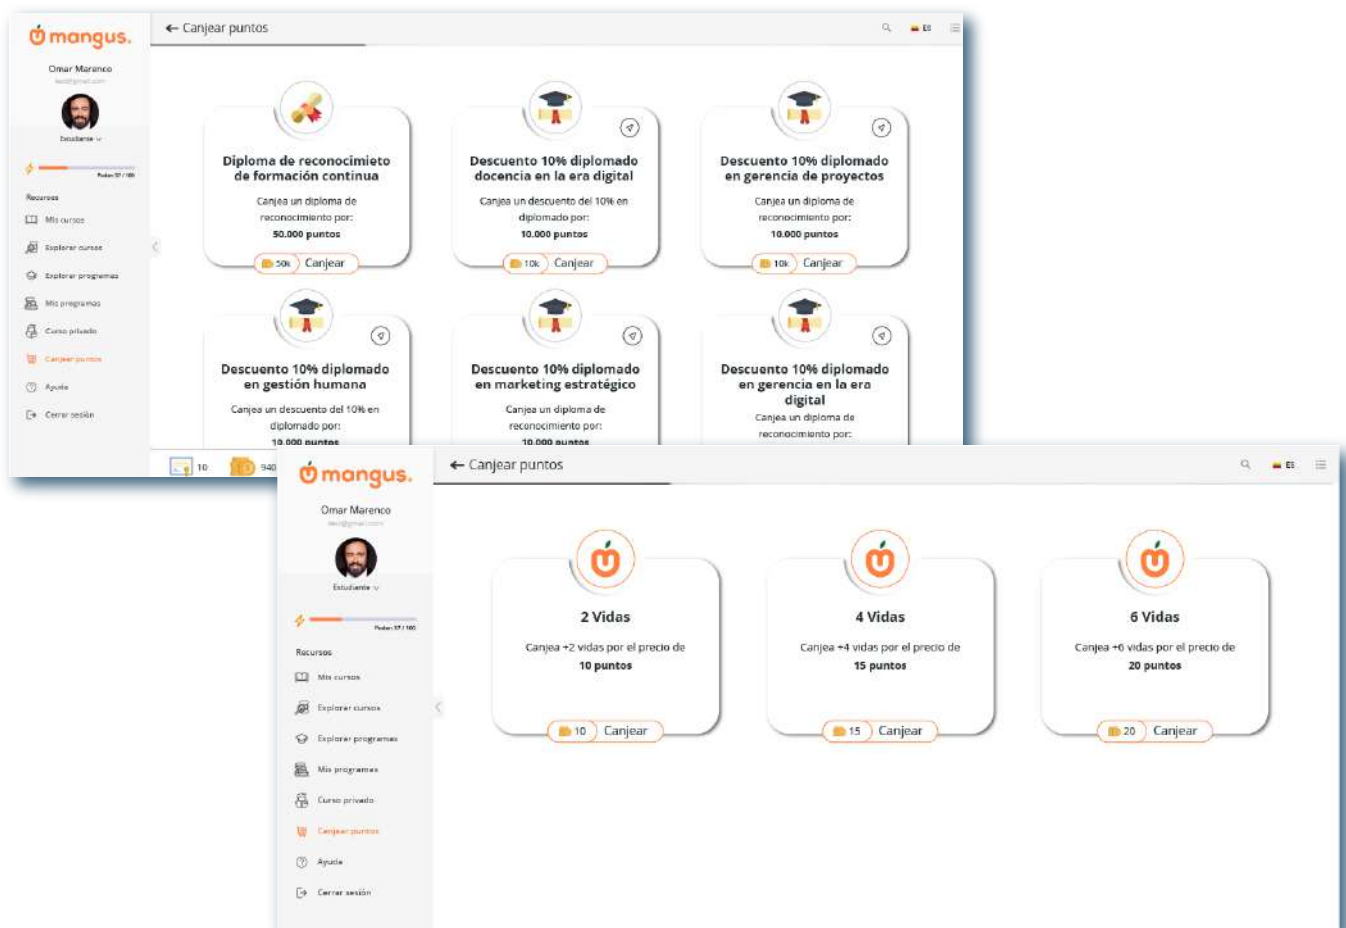 mangus.
← Canjear puntos
ES
Omar Marenco
Estudiante
Puntos 37 / 100
Recursos
Mis cursos
Explorar cursos
Explorar programas
Mis programas
Curso privado
Canjear puntos
Ayuda
Cerrar sesión
Diploma de reconocimieto
de formación continua
Canjea un diploma de
reconocimiento por:
50.000 puntos
50k Canjear
Descuento 10% diplomado
docencia en la era digital
Canjea un descuento del 10% en
diplomado por:
10.000 puntos
10k Canjear
Descuento 10% diplomado
en gerencia de proyectos
Canjea un diploma de
reconocimiento por:
10.000 puntos
10k Canjear
Descuento 10% diplomado
en gestión humana
Canjea un descuento del 10% en
diplomado por:
10.000 puntos
Descuento 10% diplomado
en marketing estratégico
Canjea un diploma de
reconocimiento por:
10.000 puntos
Descuento 10% diplomado
en gerencia en la era
digital
Canjea un diploma de
reconocimiento por:
10
940
mangus.
← Canjear puntos
ES
Omar Marenco
Estudiante
Puntos 37 / 100
Recursos
Mis cursos
Explorar cursos
Explorar programas
Mis programas
Curso privado
Canjear puntos
Ayuda
Cerrar sesión
2 Vidas
Canjea +2 vidas por el precio de
10 puntos
10 Canjear
4 Vidas
Canjea +4 vidas por el precio de
15 puntos
15 Canjear
6 Vidas
Canjea +6 vidas por el precio de
20 puntos
20 Canjear